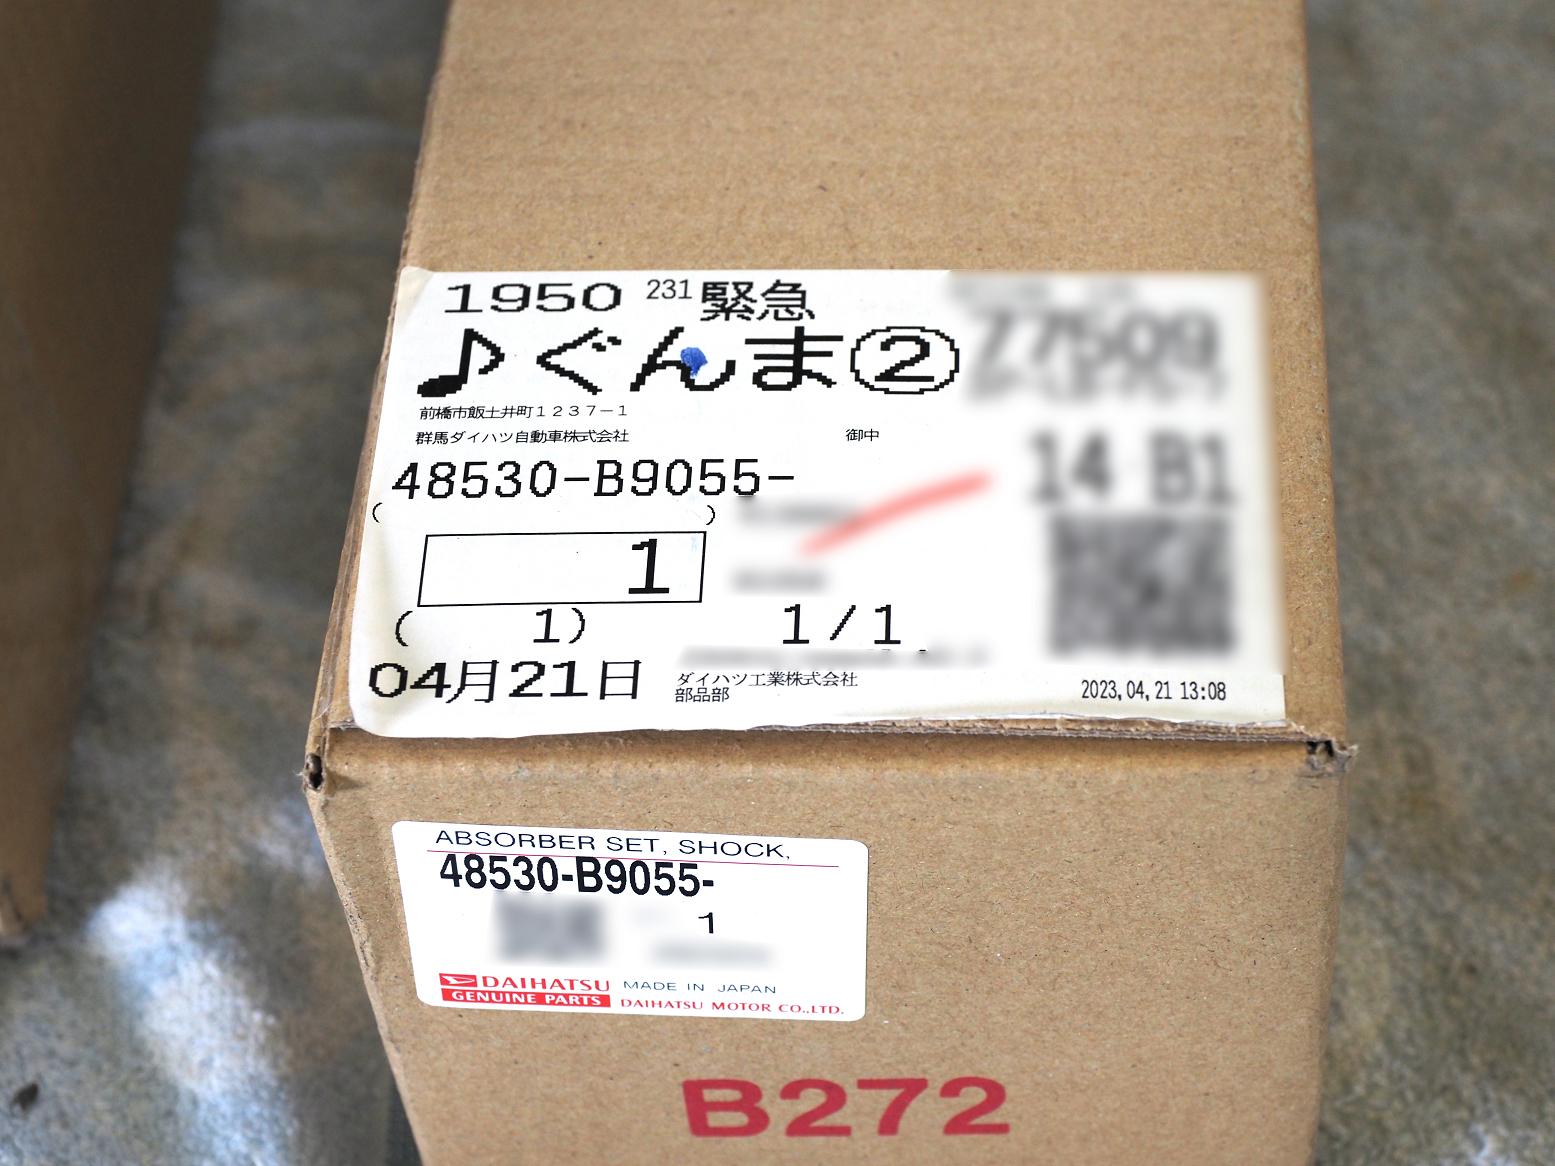 1950 231 緊急
♪ぐんま②
前橋市飯土井町1237-1
群馬ダイハツ自動車株式会社 御中
48530-B9055-
( )
1
( 1) 1/1
04月21日
ダイハツ工業株式会社
部品部
2023,04,21 13:08
14 B1
ABSORBER SET, SHOCK,
48530-B9055-
1
DAIHATSU MADE IN JAPAN
GENUINE PARTS DAIHATSU MOTOR CO.,LTD.
B272